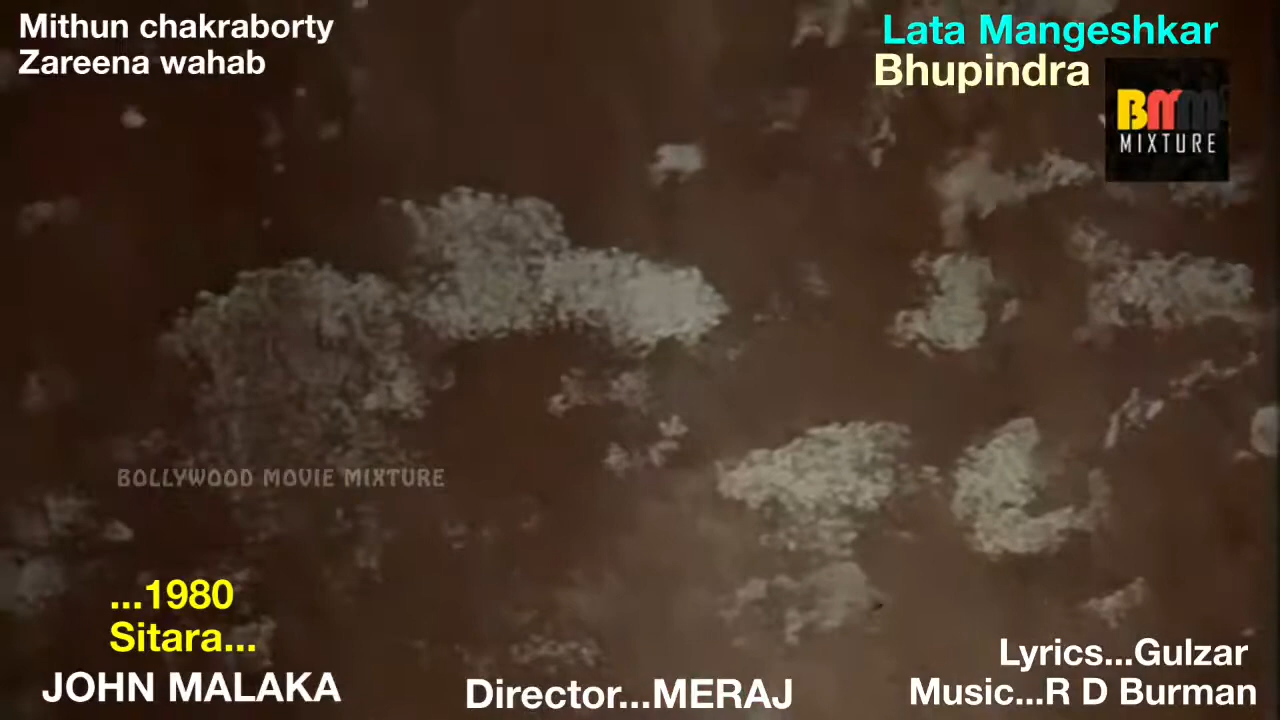 Mithun chakraborty
Zareena wahab
Lata Mangeshkar
Bhupindra
BMM
MIXTURE
BOLLYWOOD MOVIE MIXTURE
...1980
Sitara...
JOHN MALAKA
Director...MERAJ
Lyrics...Gulzar
Music...R D Burman